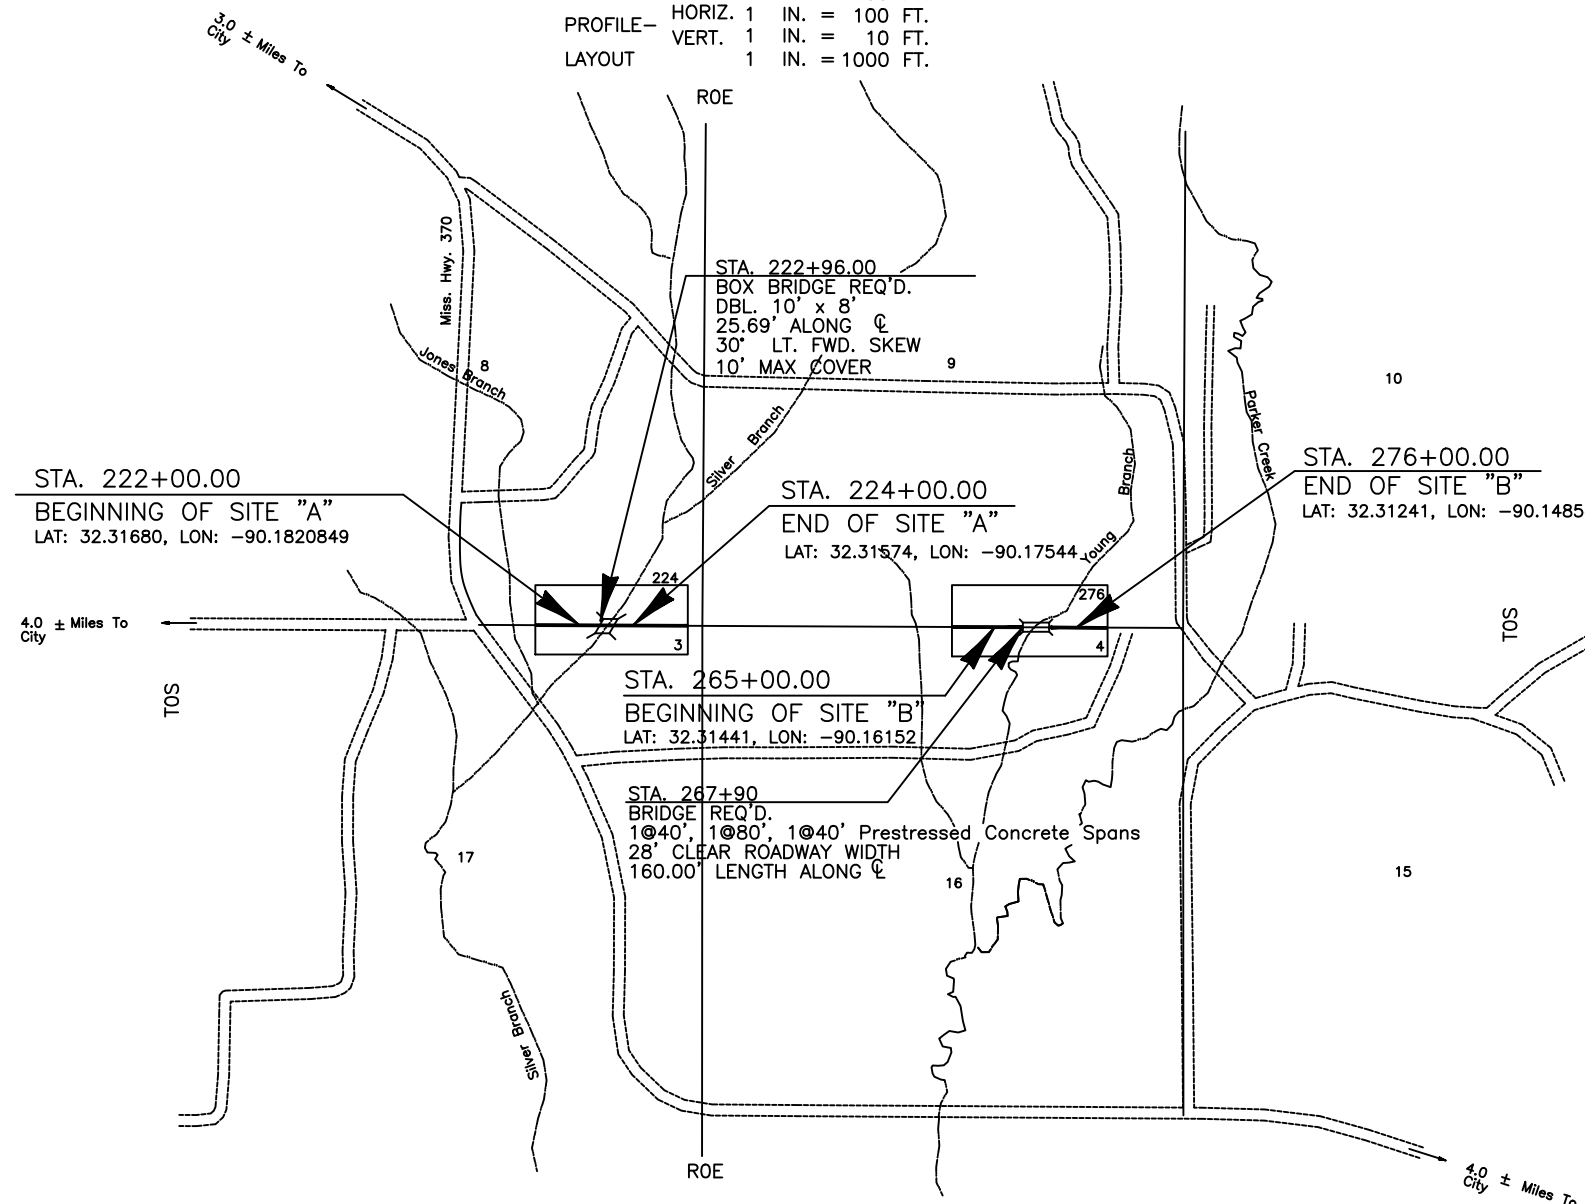 HORIZ. 1 IN. = 100 FT.
PROFILE–
VERT. 1 IN. = 10 FT.
LAYOUT 1 IN. = 1000 FT.
3.0 ± Miles To
City
ROE
Miss. Hwy. 370
STA. 222+96.00
BOX BRIDGE REQ'D.
DBL. 10' x 8'
25.69' ALONG ℄
30° LT. FWD. SKEW
10' MAX COVER
Jones Branch
8
9
10
Silver Branch
Parker Creek
STA. 222+00.00
BEGINNING OF SITE "A"
LAT: 32.31680, LON: -90.1820849
STA. 224+00.00
END OF SITE "A"
LAT: 32.31574, LON: -90.17544
Young Branch
STA. 276+00.00
END OF SITE "B"
LAT: 32.31241, LON: -90.1485
224
3
276
4
4.0 ± Miles To
City
TOS
TOS
STA. 265+00.00
BEGINNING OF SITE "B"
LAT: 32.31441, LON: -90.16152
STA. 267+90
BRIDGE REQ'D.
1@40', 1@80', 1@40' Prestressed Concrete Spans
28' CLEAR ROADWAY WIDTH
160.00' LENGTH ALONG ℄
17
16
15
Silver Branch
ROE
4.0 ± Miles To
City